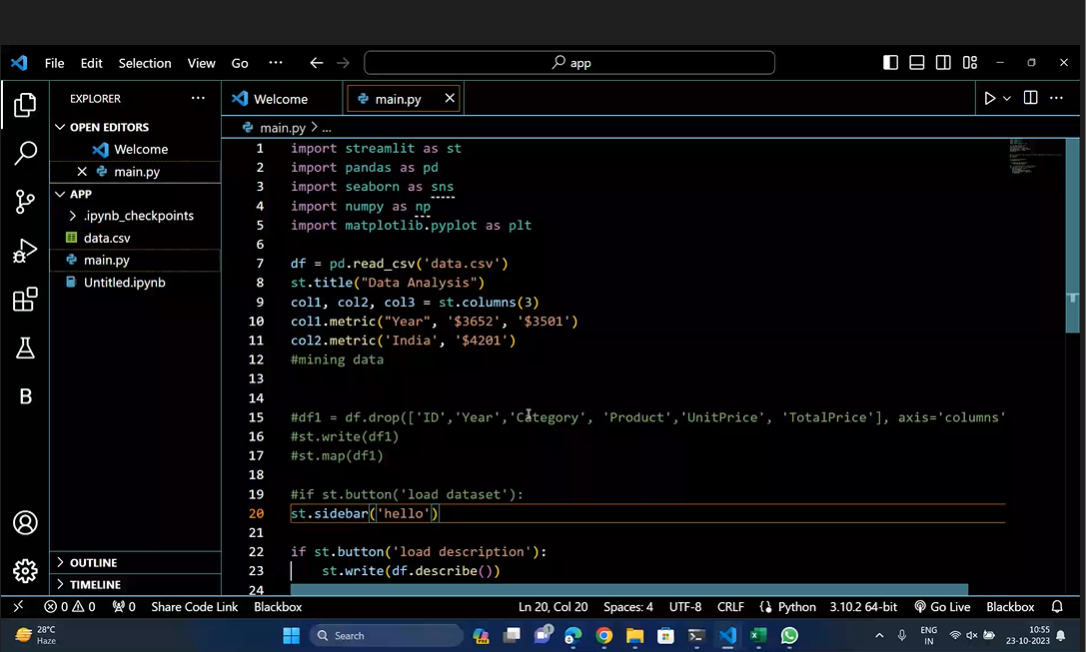 File Edit Selection View Go ··· app
EXPLORER ···
Welcome
main.py
OPEN EDITORS
main.py > ...
Welcome
main.py
APP
.ipynb_checkpoints
data.csv
main.py
Untitled.ipynb
OUTLINE
TIMELINE
1 import streamlit as st
2 import pandas as pd
3 import seaborn as sns
4 import numpy as np
5 import matplotlib.pyplot as plt
6
7 df = pd.read_csv('data.csv')
8 st.title("Data Analysis")
9 col1, col2, col3 = st.columns(3)
10 col1.metric("Year", '$3652', '$3501')
11 col2.metric('India', '$4201')
12 #mining data
13
14
15 #df1 = df.drop(['ID','Year','Category', 'Product','UnitPrice', 'TotalPrice'], axis='columns'
16 #st.write(df1)
17 #st.map(df1)
18
19 #if st.button('load dataset'):
20 st.sidebar('hello')
21
22 if st.button('load description'):
23 st.write(df.describe())
24
B
0 0 0 Share Code Link Blackbox Ln 20, Col 20 Spaces: 4 UTF-8 CRLF Python 3.10.2 64-bit Go Live Blackbox
28°C
Haze
Search
1
ENG
IN
10:55
23-10-2023